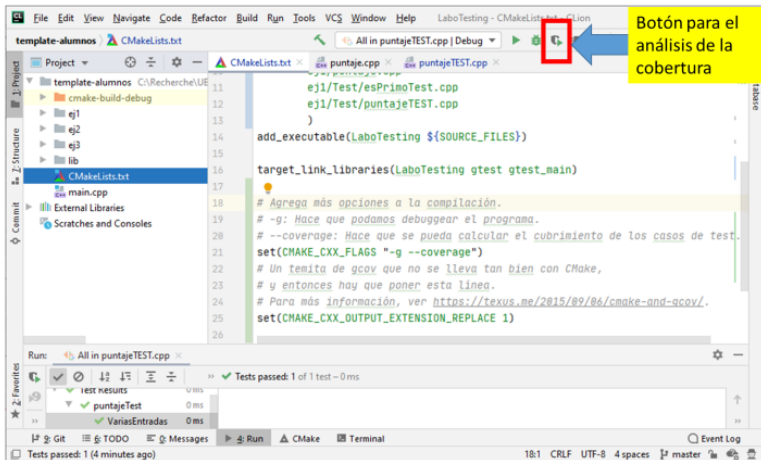 File Edit View Navigate Code Refactor Build Run Tools VCS Window Help LaboTesting - CMakeLists.txt - CLion
Botón para el
análisis de la
cobertura
template-alumnos CMakeLists.txt
All in puntajeTEST.cpp | Debug
1: Project
Project
CMakeLists.txt
puntaje.cpp
puntajeTEST.cpp
template-alumnos C:\Recherche\UB
cmake-build-debug
ej1
ej2
ej3
lib
CMakeLists.txt
main.cpp
External Libraries
Scratches and Consoles
Z: Structure
Commit
2: Favorites
11 ej1/Test/esPrimoTest.cpp
12 ej1/Test/puntajeTEST.cpp
13 )
14 add_executable(LaboTesting ${SOURCE_FILES})
15
16 target_link_libraries(LaboTesting gtest gtest_main)
17
18 # Agrega más opciones a la compilación.
19 # -g: Hace que podamos debuggear el programa.
20 # --coverage: Hace que se pueda calcular el cubrimiento de los casos de test.
21 set(CMAKE_CXX_FLAGS "-g --coverage")
22 # Un temita de gcov que no se lleva tan bien con CMake,
23 # y entonces hay que poner esta línea.
24 # Para más información, ver https://texus.me/2015/09/06/cmake-and-gcov/.
25 set(CMAKE_CXX_OUTPUT_EXTENSION_REPLACE 1)
26
Run: All in puntajeTEST.cpp
Tests passed: 1 of 1 test – 0 ms
Test Results 0 ms
puntajeTest 0 ms
VariasEntradas 0 ms
9: Git 6: TODO 0: Messages 4: Run CMake Terminal Event Log
Tests passed: 1 (4 minutes ago) 18:1 CRLF UTF-8 4 spaces master